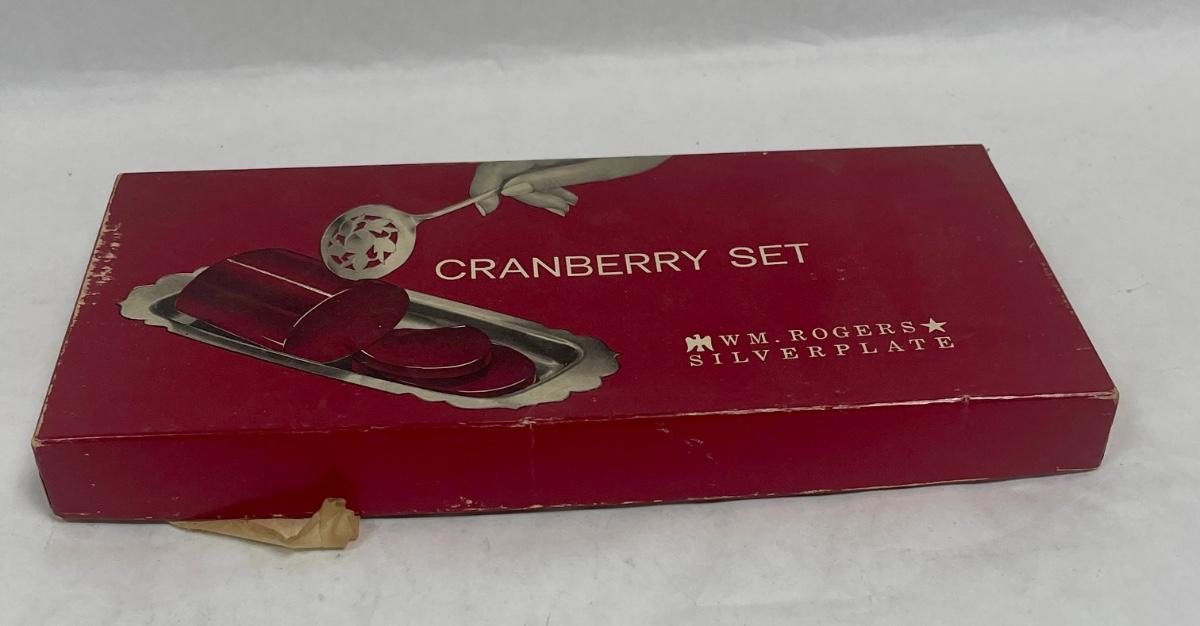 CRANBERRY SET
WM. ROGERS
SILVERPLATE